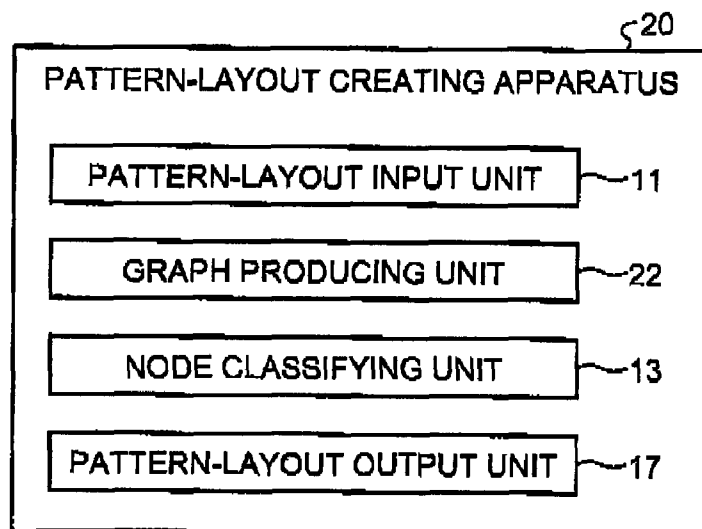 20
PATTERN-LAYOUT CREATING APPARATUS
PATTERN-LAYOUT INPUT UNIT 11
GRAPH PRODUCING UNIT 22
NODE CLASSIFYING UNIT 13
PATTERN-LAYOUT OUTPUT UNIT 17